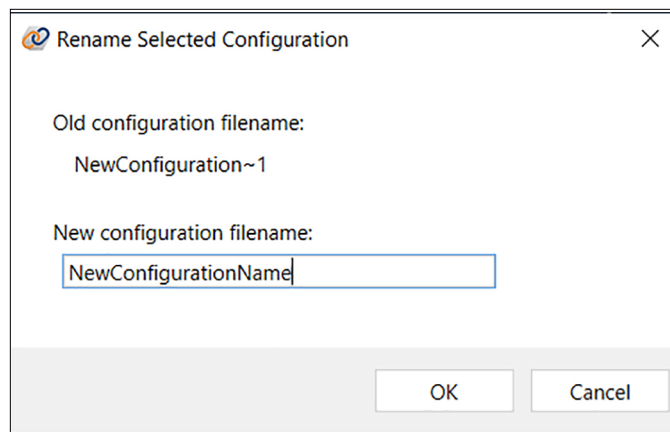 Rename Selected Configuration
Old configuration filename:
NewConfiguration~1
New configuration filename:
NewConfigurationName
OK Cancel